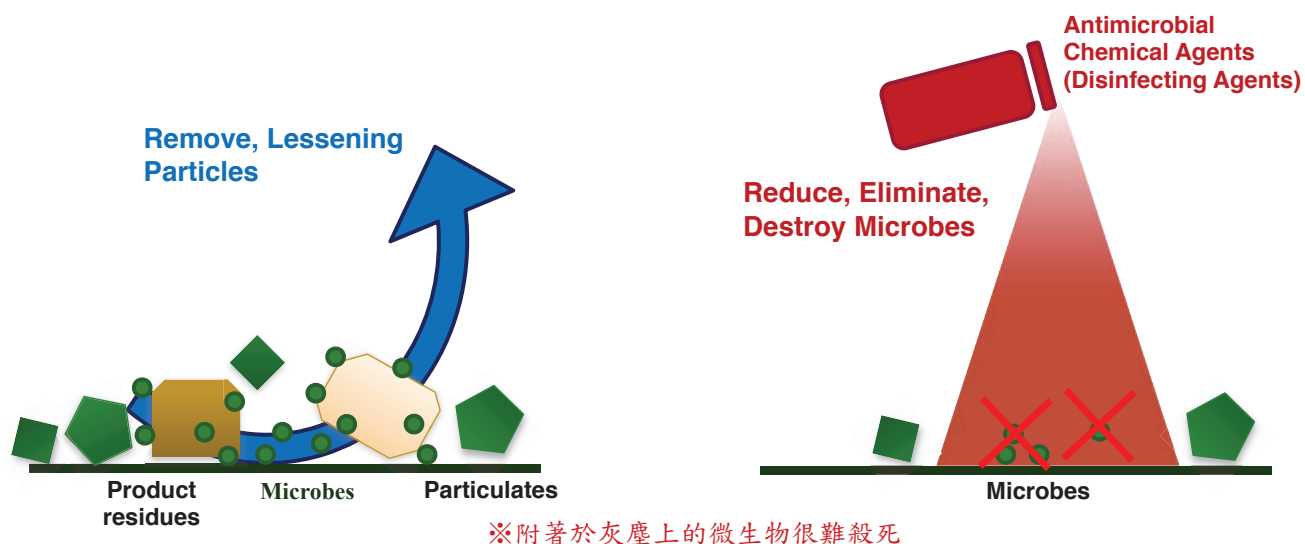 Remove, Lessening
Particles
Product
residues
Microbes
Particulates
Antimicrobial
Chemical Agents
(Disinfecting Agents)
Reduce, Eliminate,
Destroy Microbes
Microbes
※附著於灰塵上的微生物很難殺死